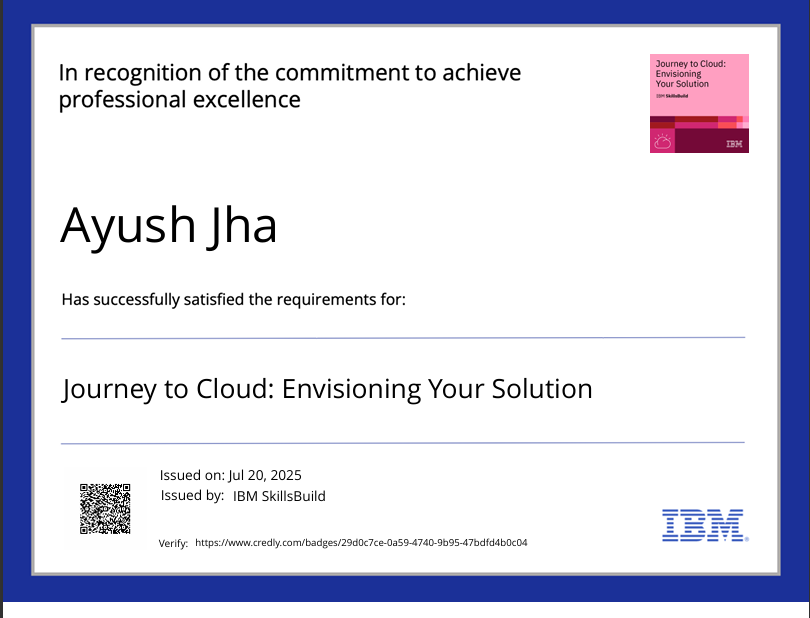 In recognition of the commitment to achieve
professional excellence
Journey to Cloud:
Envisioning
Your Solution
IBM SkillsBuild
IBM
Ayush Jha
Has successfully satisfied the requirements for:
Journey to Cloud: Envisioning Your Solution
Issued on: Jul 20, 2025
Issued by: IBM SkillsBuild
Verify: https://www.credly.com/badges/29d0c7ce-0a59-4740-9b95-47bdfd4b0c04
IBM®